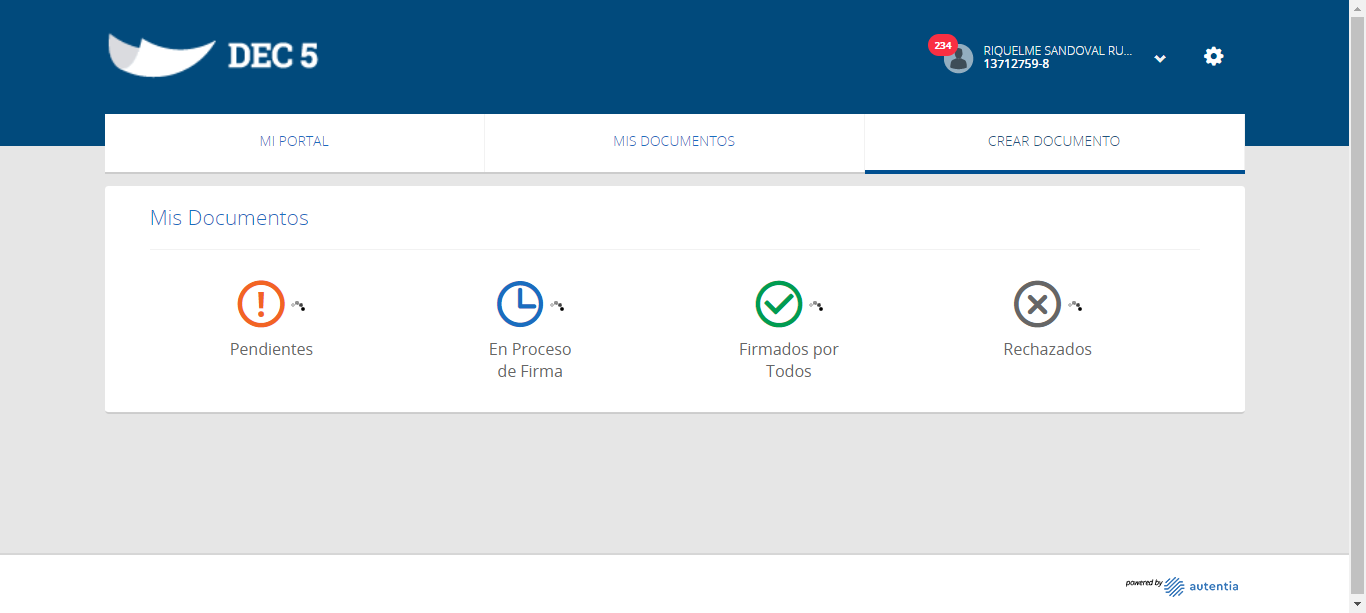 DEC 5
234
RIQUELME SANDOVAL RU...
13712759-8
MI PORTAL
MIS DOCUMENTOS
CREAR DOCUMENTO
Mis Documentos
Pendientes
En Proceso
de Firma
Firmados por
Todos
Rechazados
powered by
autentia